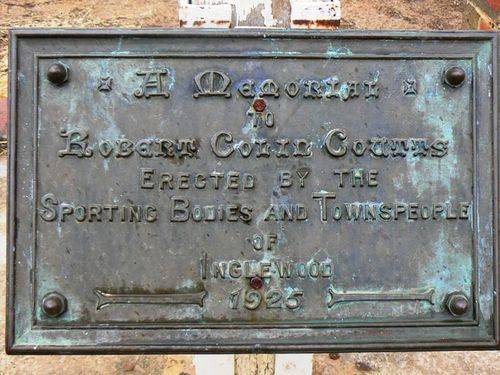 A Memorial
TO
Robert Colin Coutts
Erected by the
Sporting Bodies and Townspeople
OF
Inglewood
1925